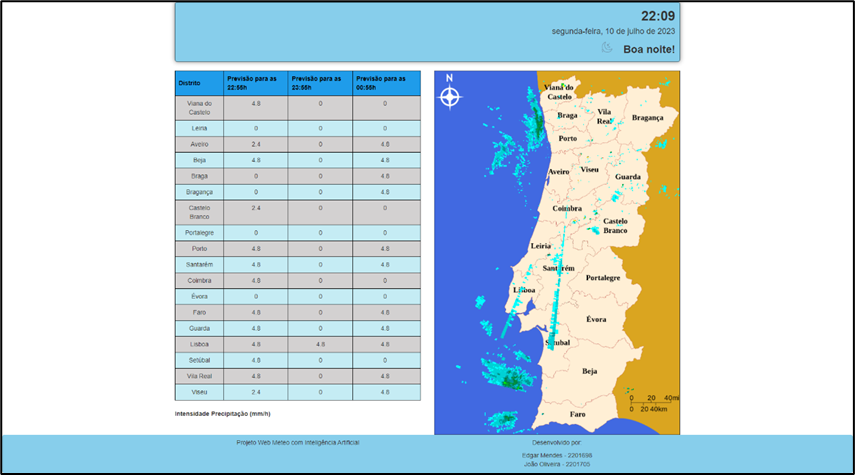 22:09
segunda-feira, 10 de julho de 2023
Boa noite!
Distrito Previsão para as 22:55h Previsão para as 23:55h Previsão para as 00:55h
Viana do Castelo 4.8 0 0
Leiria 0 0 0
Aveiro 2.4 0 4.8
Beja 4.8 0 4.8
Braga 0 0 4.8
Bragança 0 0 4.8
Castelo Branco 2.4 0 0
Portalegre 0 0 0
Porto 4.8 0 4.8
Santarém 4.8 0 4.8
Coimbra 4.8 0 0
Évora 0 0 0
Faro 4.8 0 4.8
Guarda 4.8 0 4.8
Lisboa 4.8 4.8 4.8
Setúbal 4.8 0 0
Vila Real 4.8 0 4.8
Viseu 2.4 0 4.8
Intensidade Precipitação (mm/h)
N
Viana do
Castelo
Braga
Vila
Real
Bragança
Porto
Aveiro
Viseu
Guarda
Coimbra
Castelo
Branco
Leiria
Santarém
Portalegre
Lisboa
Évora
Setúbal
Beja
Faro
0 20 40mi
0 20 40km
Projeto Web Meteo com Inteligência Artificial
Desenvolvido por:
Edgar Mendes - 2201698
João Oliveira - 2201705